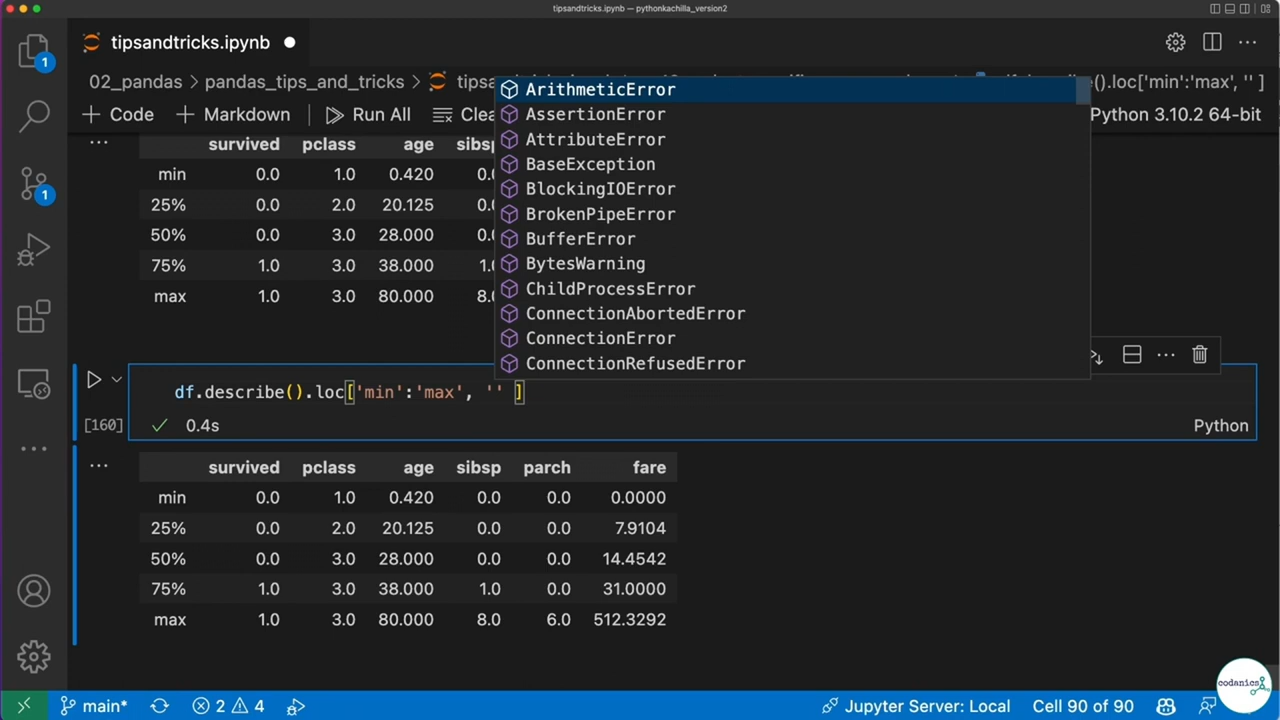 tipsandtricks.ipynb — pythonkachilla_version2
tipsandtricks.ipynb
02_pandas > pandas_tips_and_tricks > ().loc['min':'max', '' ]
+ Code + Markdown Run All Python 3.10.2 64-bit
ArithmeticError
AssertionError
AttributeError
BaseException
BlockingIOError
BrokenPipeError
BufferError
BytesWarning
ChildProcessError
ConnectionAbortedError
ConnectionError
ConnectionRefusedError
survived pclass age
min 0.0 1.0 0.420
25% 0.0 2.0 20.125
50% 0.0 3.0 28.000
75% 1.0 3.0 38.000
max 1.0 3.0 80.000
df.describe().loc['min':'max', '' ]
[160] 0.4s Python
survived pclass age sibsp parch fare
min 0.0 1.0 0.420 0.0 0.0 0.0000
25% 0.0 2.0 20.125 0.0 0.0 7.9104
50% 0.0 3.0 28.000 0.0 0.0 14.4542
75% 1.0 3.0 38.000 1.0 0.0 31.0000
max 1.0 3.0 80.000 8.0 6.0 512.3292
1
1
codanics
main* 2 4 Jupyter Server: Local Cell 90 of 90